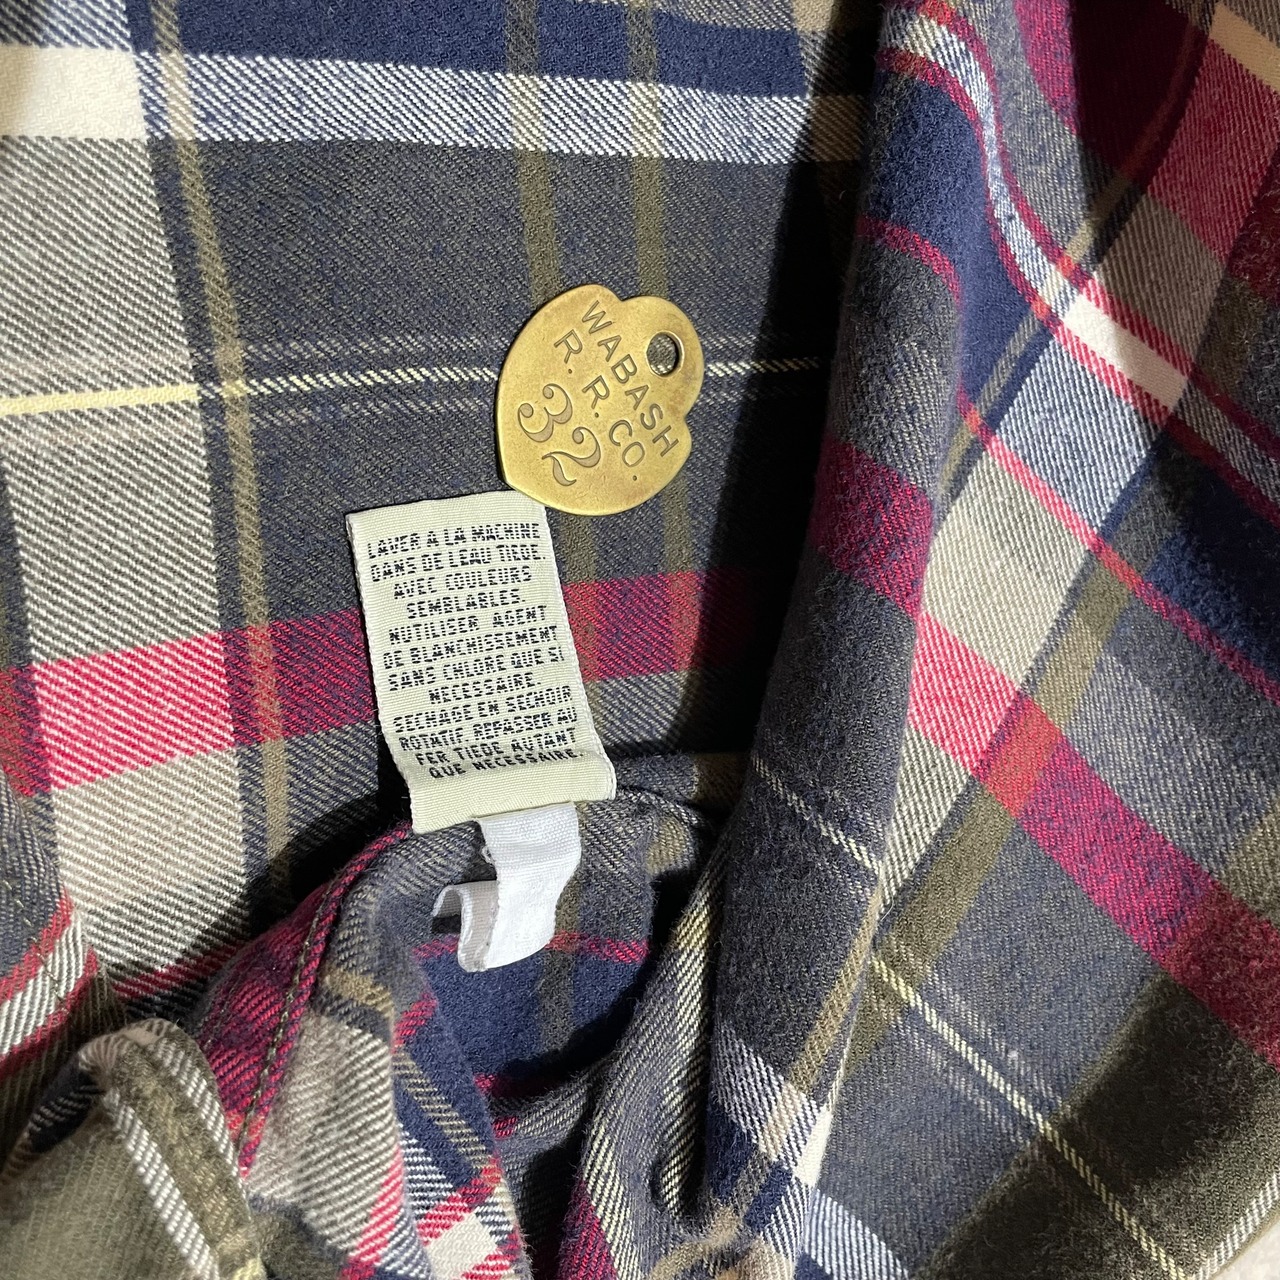 WABASH
R. R. CO.
32
LAVER A LA MACHINE
DANS DE L'EAU TIEDE.
AVEC COULEURS
SEMBLABLES
N'UTILISER AGENT
DE BLANCHISSEMENT
SANS CHLORE QUE SI
NECESSAIRE
SECHAGE EN SECHOIR
ROTATIF. REPASSER AU
FER TIEDE AUTANT
QUE NECESSAIRE.